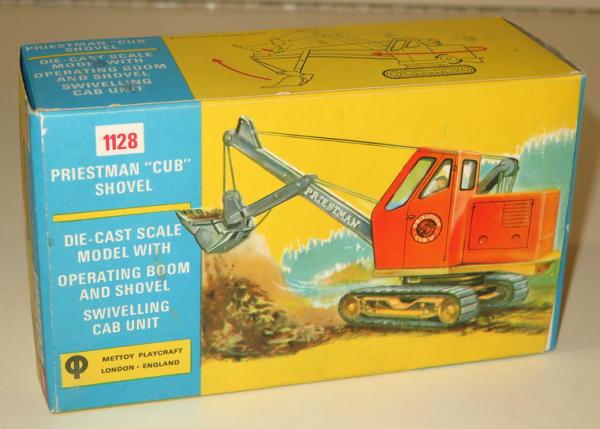 PRIESTMAN "CUB"
SHOVEL
DIE-CAST SCALE
MODEL WITH
OPERATING BOOM
AND SHOVEL
SWIVELLING
CAB UNIT
1128
PRIESTMAN "CUB"
SHOVEL
DIE-CAST SCALE
MODEL WITH
OPERATING BOOM
AND SHOVEL
SWIVELLING
CAB UNIT
METTOY PLAYCRAFT
LONDON · ENGLAND
PRIESTMAN